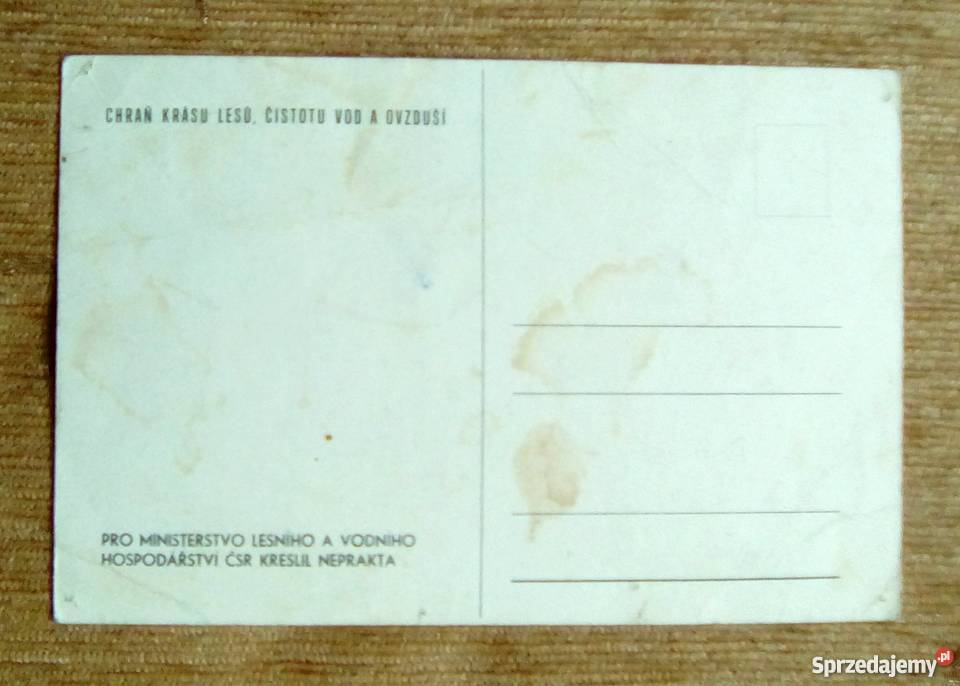 CHRAŇ KRÁSU LESŮ, ČISTOTU VOD A OVZDUŠÍ
PRO MINISTERSTVO LESNÍHO A VODNÍHO
HOSPODÁŘSTVÍ ČSR KRESLIL NEPRAKTA
Sprzedajemy.pl